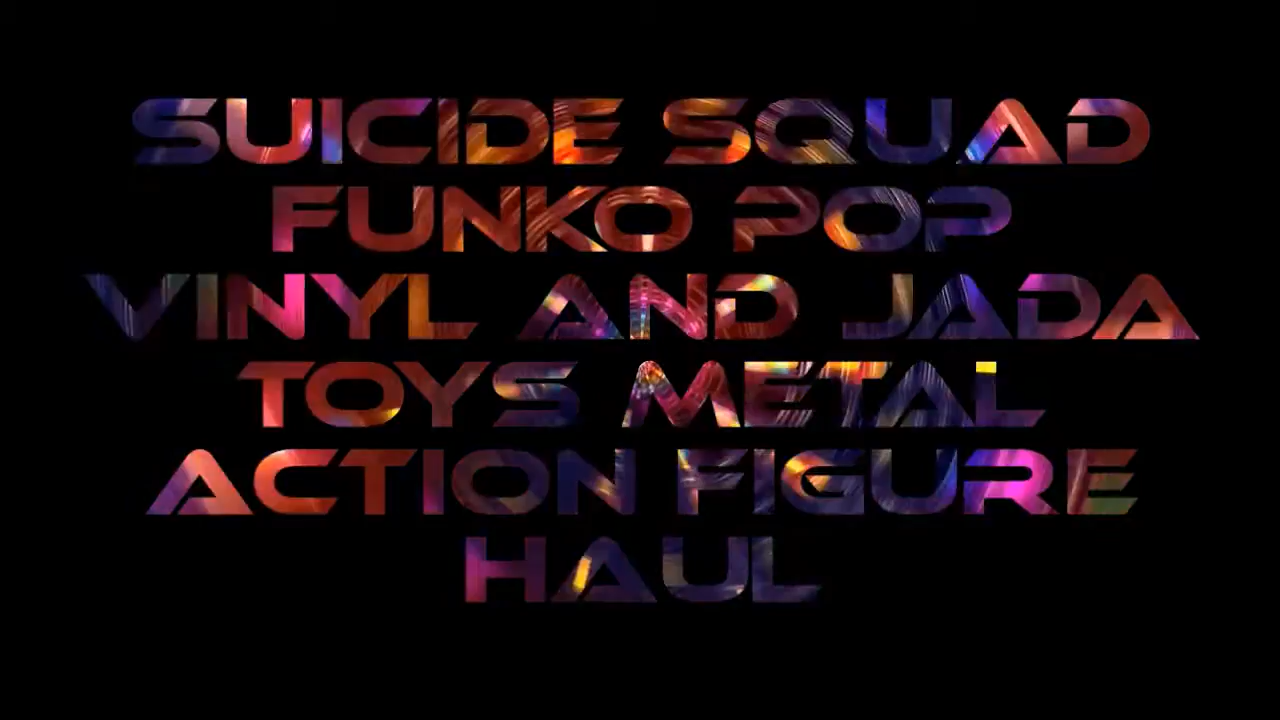 SUICIDE SQUAD
FUNKO POP
VINYL AND JADA
TOYS METAL
ACTION FIGURE
HAUL